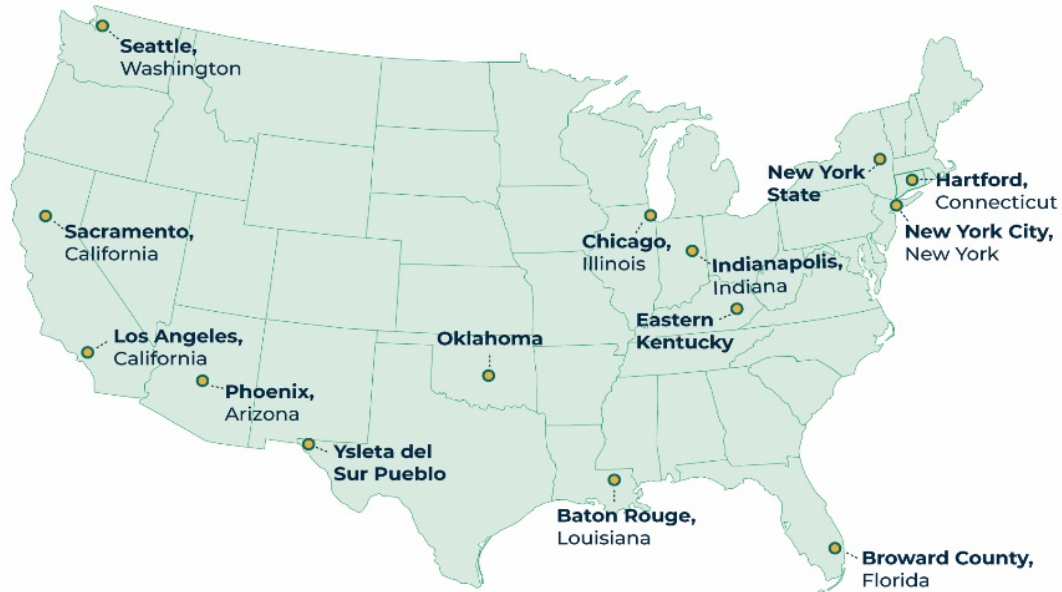 Seattle,
Washington
New York
State
Hartford,
Connecticut
Sacramento,
California
Chicago,
Illinois
New York City,
New York
Indianapolis,
Indiana
Eastern
Kentucky
Los Angeles,
California
Oklahoma
Phoenix,
Arizona
Ysleta del
Sur Pueblo
Baton Rouge,
Louisiana
Broward County,
Florida